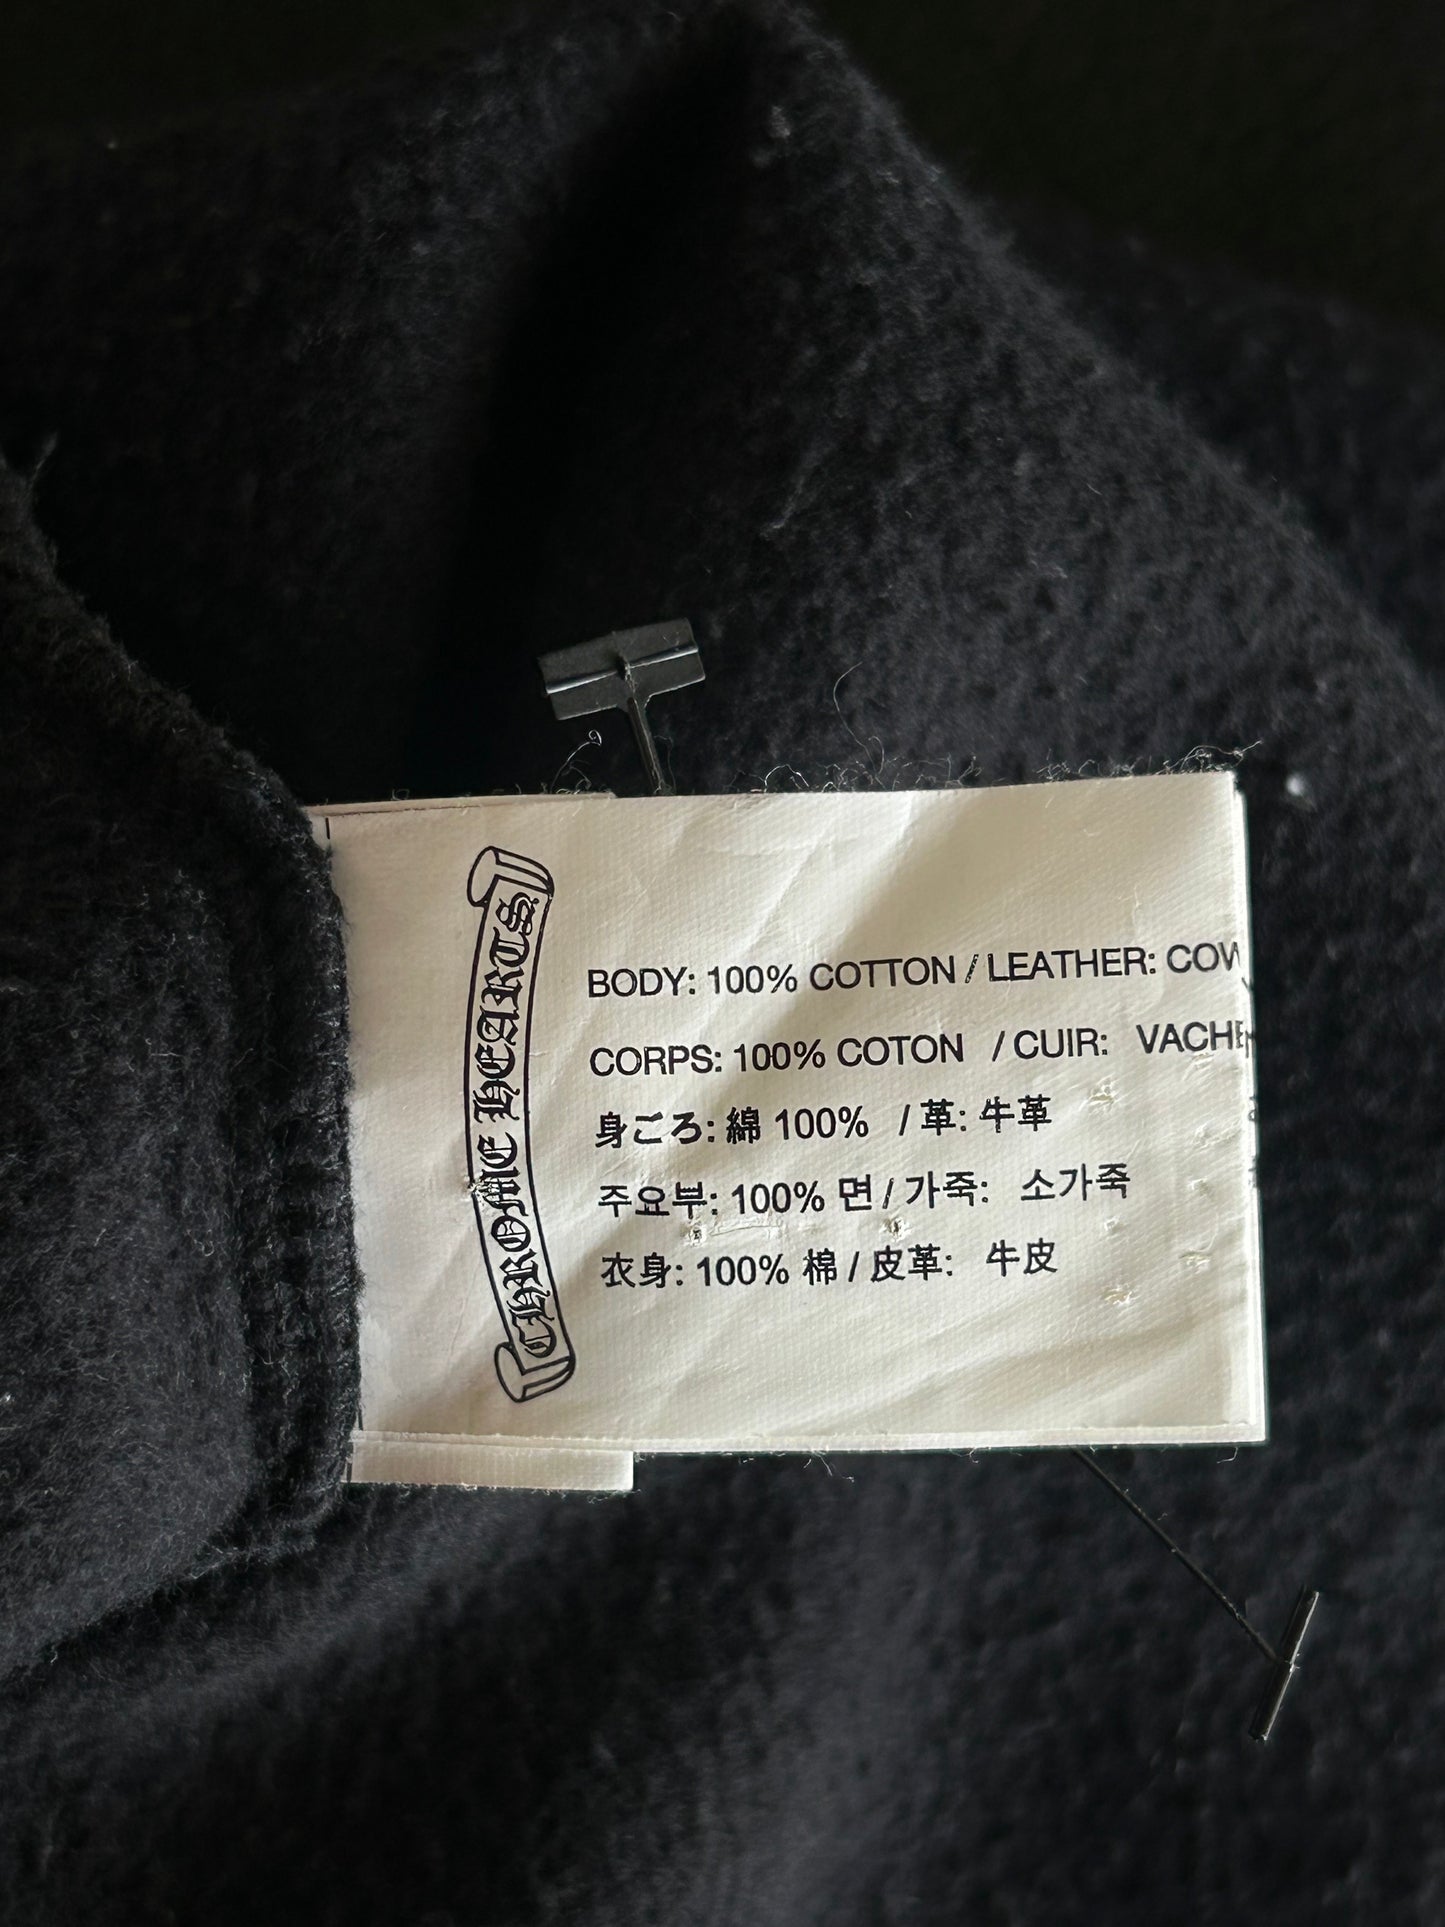 CHROME HEARTS
BODY: 100% COTTON / LEATHER: COW
CORPS: 100% COTON / CUIR: VACHE
身ごろ: 綿 100% / 革: 牛革
주요부: 100% 면 / 가죽: 소가죽
衣身: 100% 棉 / 皮革: 牛皮